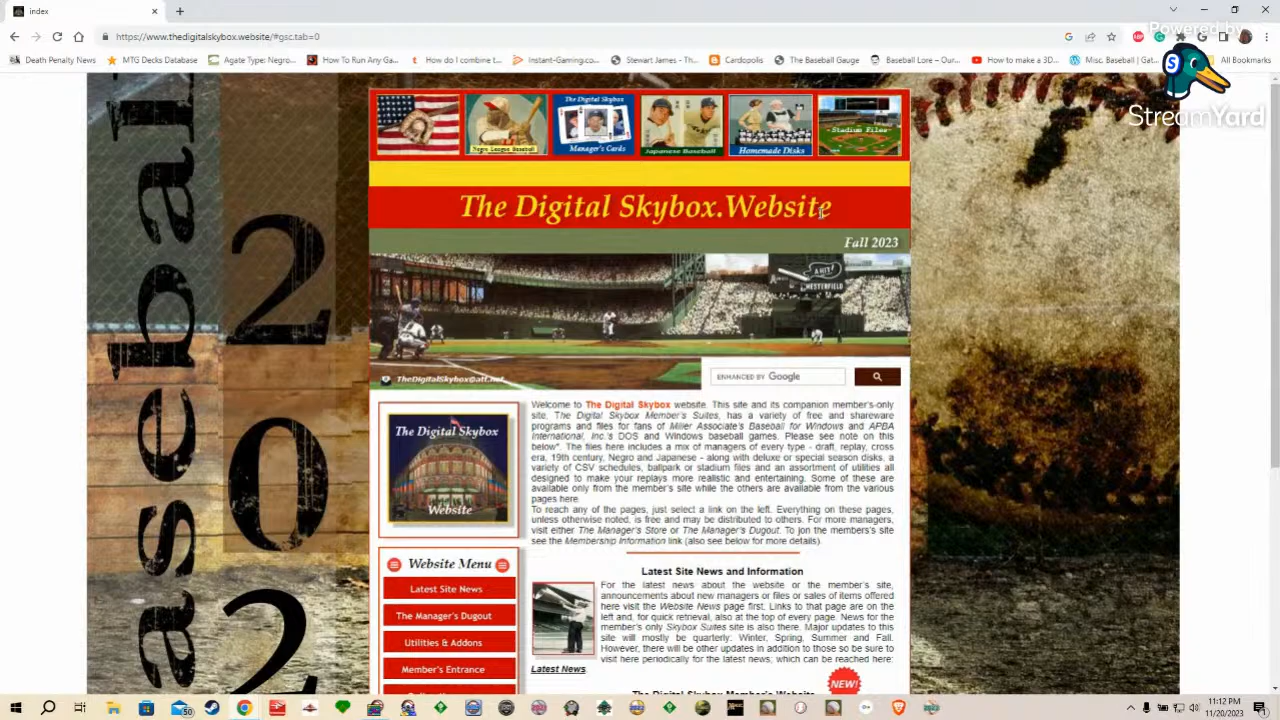 index
Powered by
https://www.thedigitalskybox.website/#gsc.tab=0
Death Penalty News
MTG Decks Database
Agate Type: Negro...
How To Run Any Ga...
How do I combine I...
Instant-Gaming.co...
Stewart James - Th...
Cardopolis
The Baseball Gauge
Baseball Lore – Our...
How to make a 3D...
Misc. Baseball | Gat...
All Bookmarks
StreamYard
Negro League Baseball
The Digital Skybox
Manager's Cards
Japanese Baseball
Homemade Disks
-Stadium Files-
The Digital Skybox.Website
Fall 2023
A HIT!
CHESTERFIELD
TheDigitalSkybox@att.net
ENHANCED BY Google
Welcome to The Digital Skybox website. This site and its companion member's-only
site, The Digital Skybox Member's Suites, has a variety of free and shareware
programs and files for fans of Miller Associate's Baseball for Windows and APBA
International, Inc.'s DOS and Windows baseball games. Please see note on this
below*. The files here includes a mix of managers of every type - draft, replay, cross
era, 19th century, Negro and Japanese - along with deluxe or special season disks, a
variety of CSV schedules, ballpark or stadium files and an assortment of utilities all
designed to make your replays more realistic and entertaining. Some of these are
available only from the member's site while the others are available from the various
pages here.
To reach any of the pages, just select a link on the left. Everything on these pages,
unless otherwise noted, is free and may be distributed to others. For more managers,
visit either The Manager's Store or The Manager's Dugout. To join the members's site
see the Membership Information link (also see below for more details).
The Digital Skybox
Website
Website Menu
Latest Site News
The Manager's Dugout
Utilities & Addons
Member's Entrance
Latest Site News and Information
For the latest news about the website or the member's site,
announcements about new managers or files or sales of items offered
here visit the Website News page first. Links to that page are on the
left and, for quick retrieval, also at the top of every page. News for the
member's only Skybox Suites site is also there. Major updates to this
site will mostly be quarterly: Winter, Spring, Summer and Fall.
However, there will be other updates in addition to those so be sure to
visit here periodically for the latest news, which can be reached here:
Latest News
NEW!
The Digital Skybox Member's Website
11:12 PM
11/20/2023